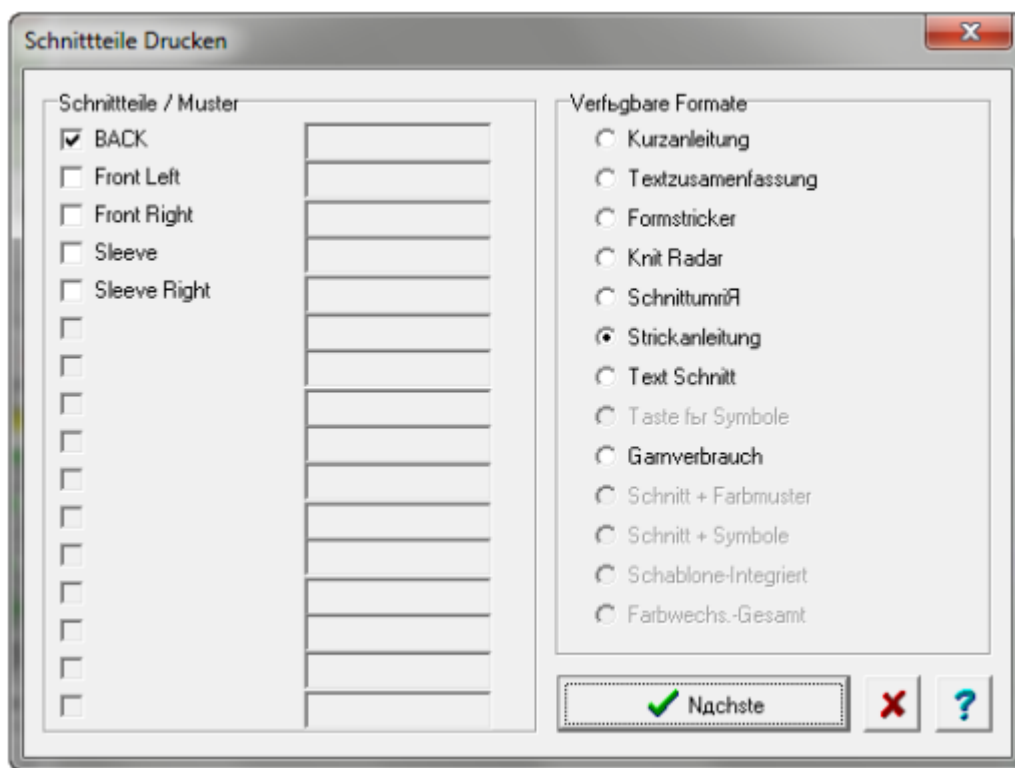 Schnittteile Drucken
Schnittteile / Muster
BACK
Front Left
Front Right
Sleeve
Sleeve Right
Verfьgbare Formate
Kurzanleitung
Textzusamenfassung
Formstricker
Knit Radar
SchnittumriЯ
Strickanleitung
Text Schnitt
Taste fьr Symbole
Garnverbrauch
Schnitt + Farbmuster
Schnitt + Symbole
Schablone-Integriert
Farbwechs.-Gesamt
Nдchste